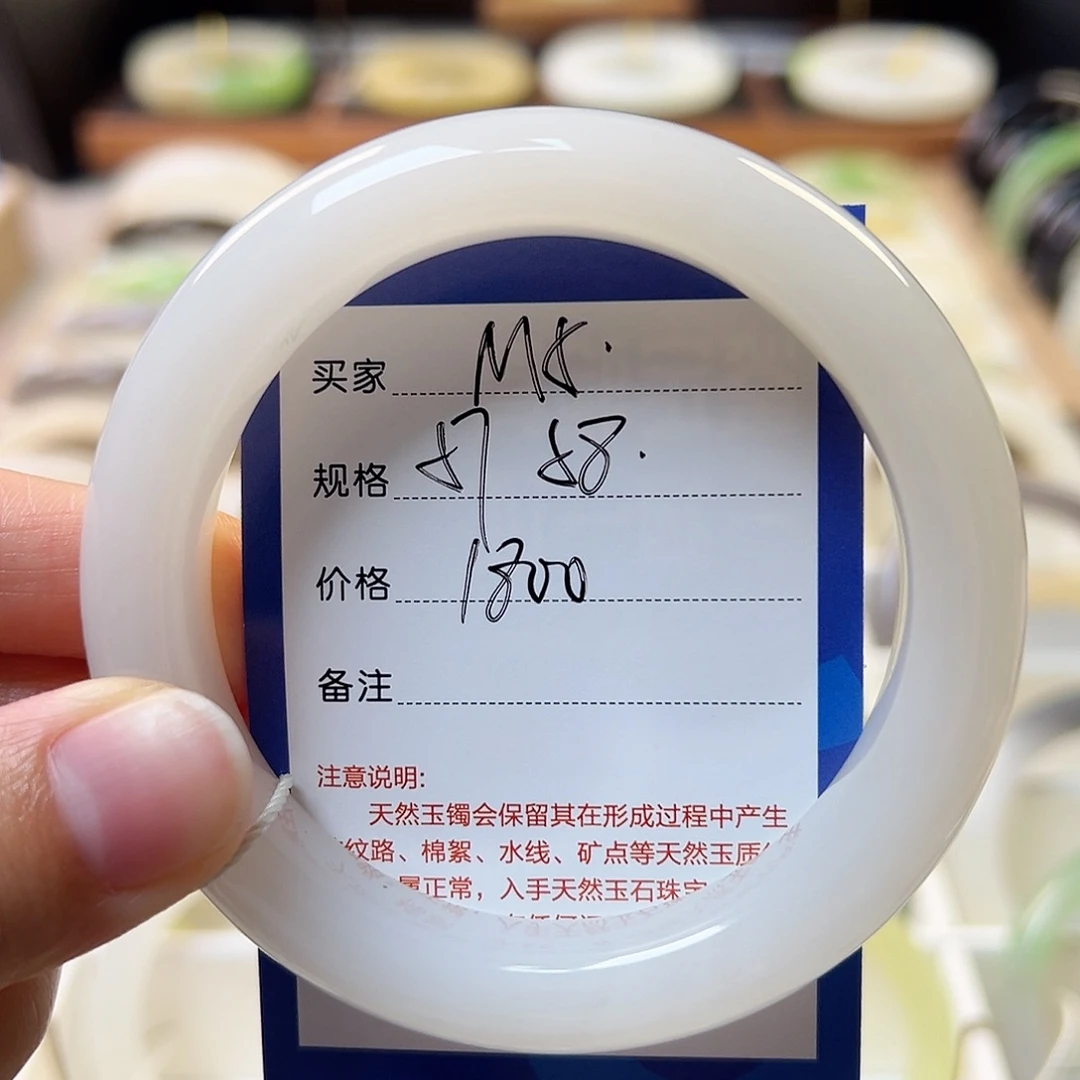 买家
规格 58.
价格 1800
备注
注意说明:
天然玉镯会保留其在形成过程中产生
纹路、棉絮、水线、矿点等天然玉质
属正常，入手天然玉石珠宝